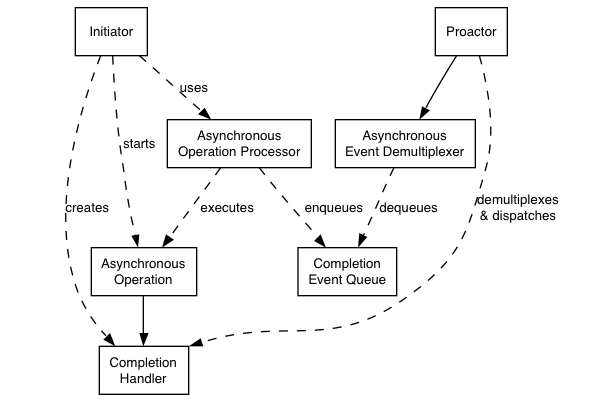 Initiator
Proactor
uses
Asynchronous
Operation Processor
Asynchronous
Event Demultiplexer
starts
creates
executes
enqueues
dequeues
demultiplexes
& dispatches
Asynchronous
Operation
Completion
Event Queue
Completion
Handler